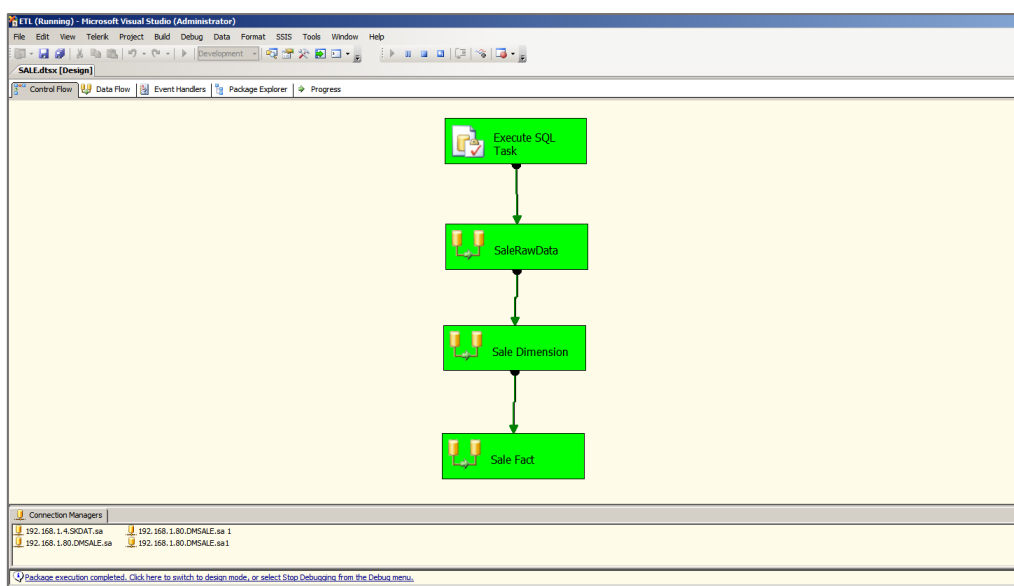 ETL (Running) - Microsoft Visual Studio (Administrator)
File Edit View Telerik Project Build Debug Data Format SSIS Tools Window Help
Development
SALE.dtsx [Design]
Control Flow Data Flow Event Handlers Package Explorer Progress
Execute SQL
Task
SaleRawData
Sale Dimension
Sale Fact
Connection Managers
192.168.1.4.SKDAT.sa 192.168.1.80.DMSALE.sa 1
192.168.1.80.DMSALE.sa 192.168.1.80.DMSALE.sa1
Package execution completed. Click here to switch to design mode, or select Stop Debugging from the Debug menu.